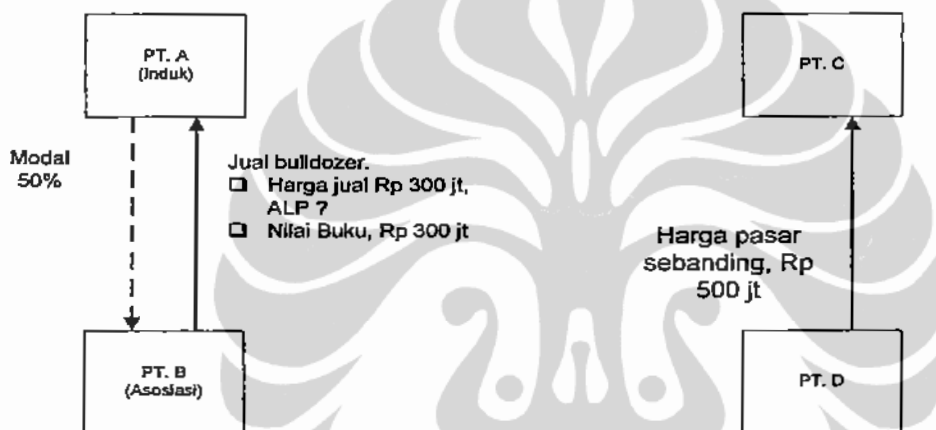 PT. A
(Induk)
PT. C
Modal
50%
Jual bulldozer.
❑ Harga jual Rp 300 jt,
ALP ?
❑ Nilai Buku, Rp 300 jt
Harga pasar
sebanding, Rp
500 jt
PT. B
(Asosiasi)
PT. D